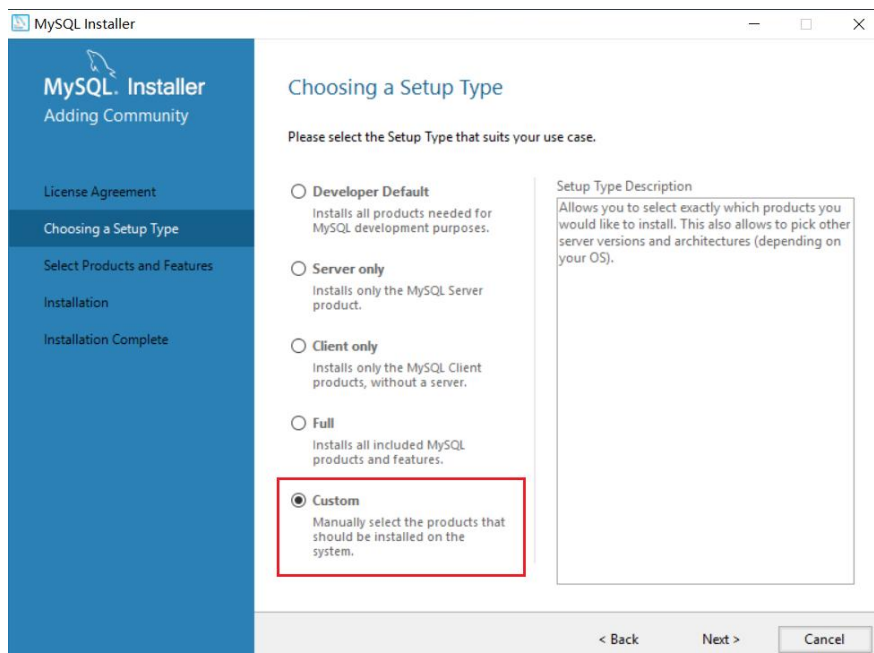 MySQL Installer
MySQL. Installer
Adding Community
License Agreement
Choosing a Setup Type
Select Products and Features
Installation
Installation Complete
Choosing a Setup Type
Please select the Setup Type that suits your use case.
Developer Default
Installs all products needed for
MySQL development purposes.
Server only
Installs only the MySQL Server
product.
Client only
Installs only the MySQL Client
products, without a server.
Full
Installs all included MySQL
products and features.
Custom
Manually select the products that
should be installed on the
system.
Setup Type Description
Allows you to select exactly which products you
would like to install. This also allows to pick other
server versions and architectures (depending on
your OS).
< Back
Next >
Cancel